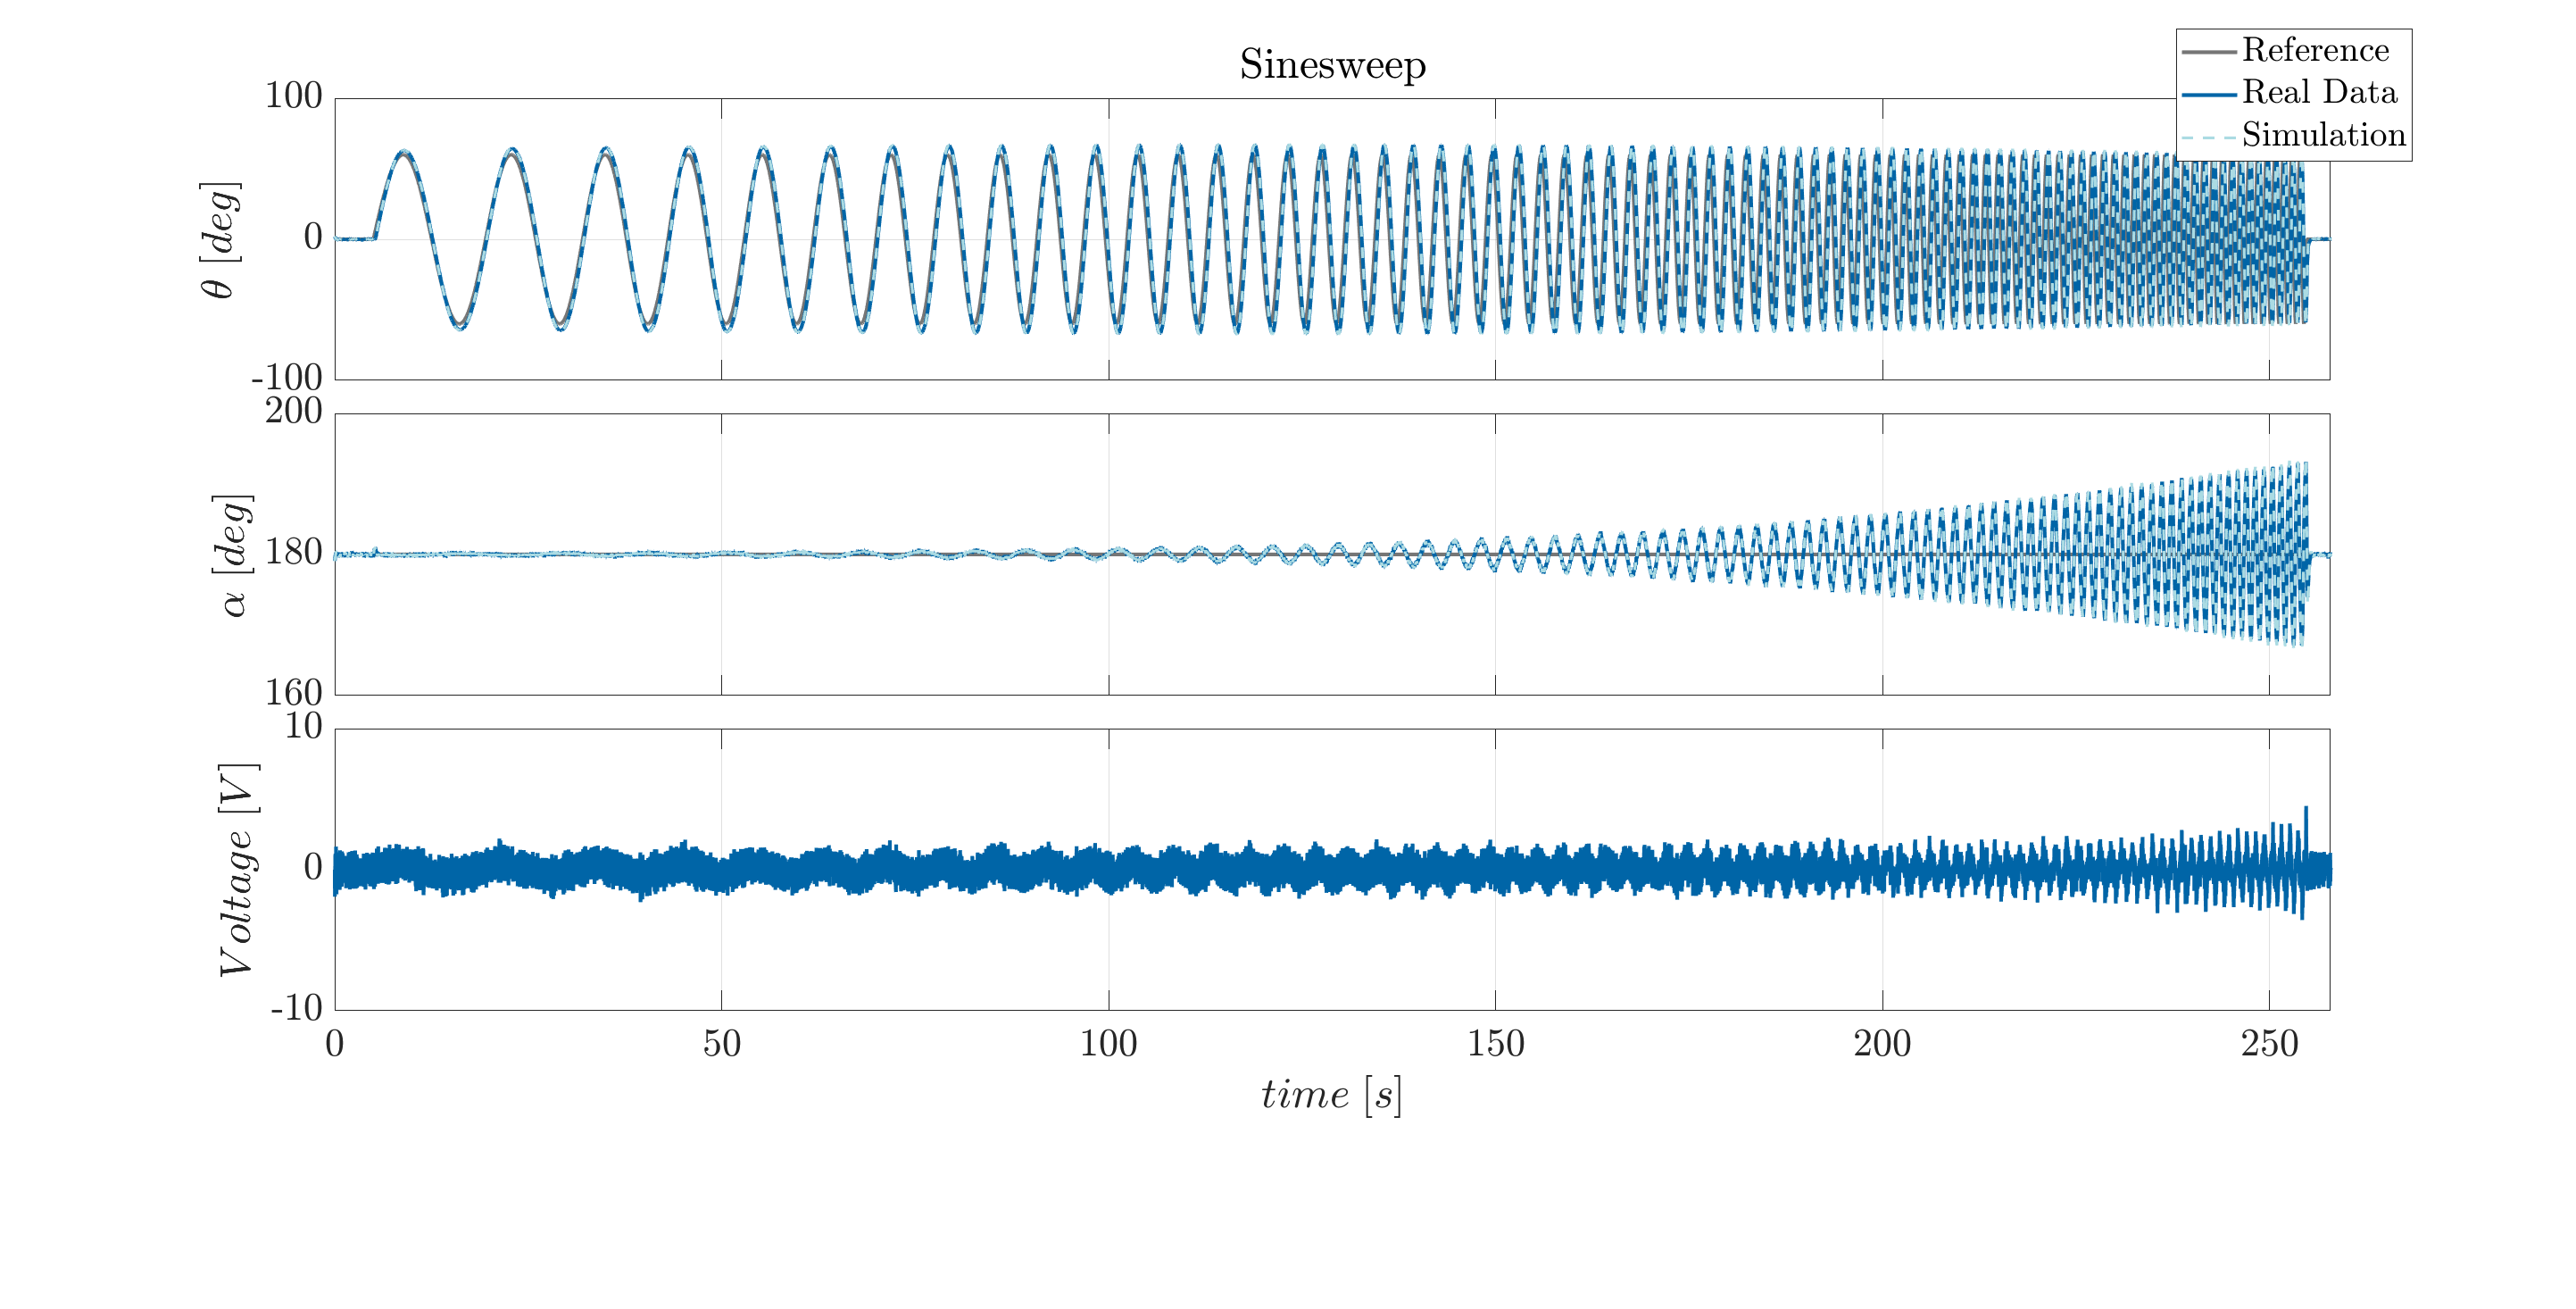 Sinesweep
Reference
Real Data
Simulation
100
0
-100
θ [deg]
200
180
160
α [deg]
10
0
-10
Voltage [V]
0 50 100 150 200 250
time [s]